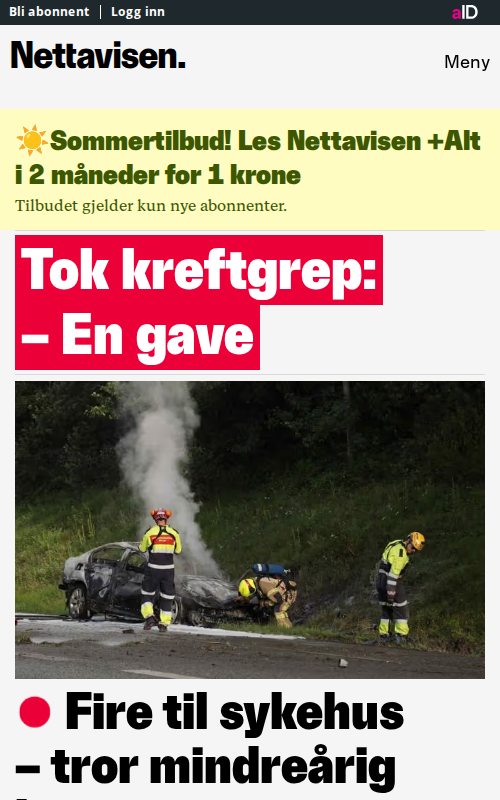 Bli abonnent | Logg inn
aID
Nettavisen.
Meny
Sommertilbud! Les Nettavisen +Alt
i 2 måneder for 1 krone
Tilbudet gjelder kun nye abonnenter.
Tok kreftgrep:
– En gave
Fire til sykehus
– tror mindreårig